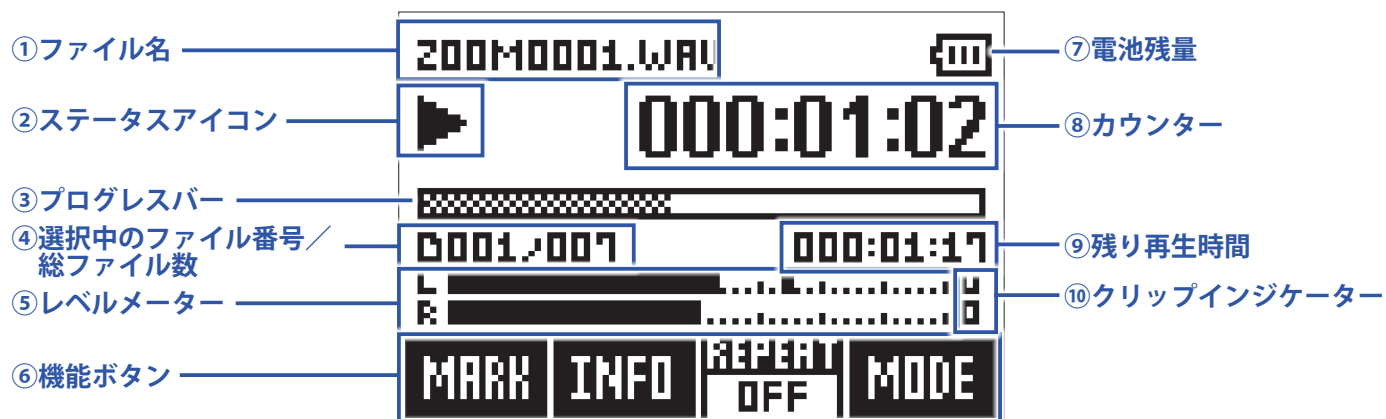 ①ファイル名
ZOOM0001.WAV
⑦電池残量
②ステータスアイコン
000:01:02
⑧カウンター
③プログレスバー
④選択中のファイル番号／
総ファイル数
001/007
000:01:17
⑨残り再生時間
⑤レベルメーター
L
R
⑩クリップインジケーター
⑥機能ボタン
MARK
INFO
REPEAT
OFF
MODE